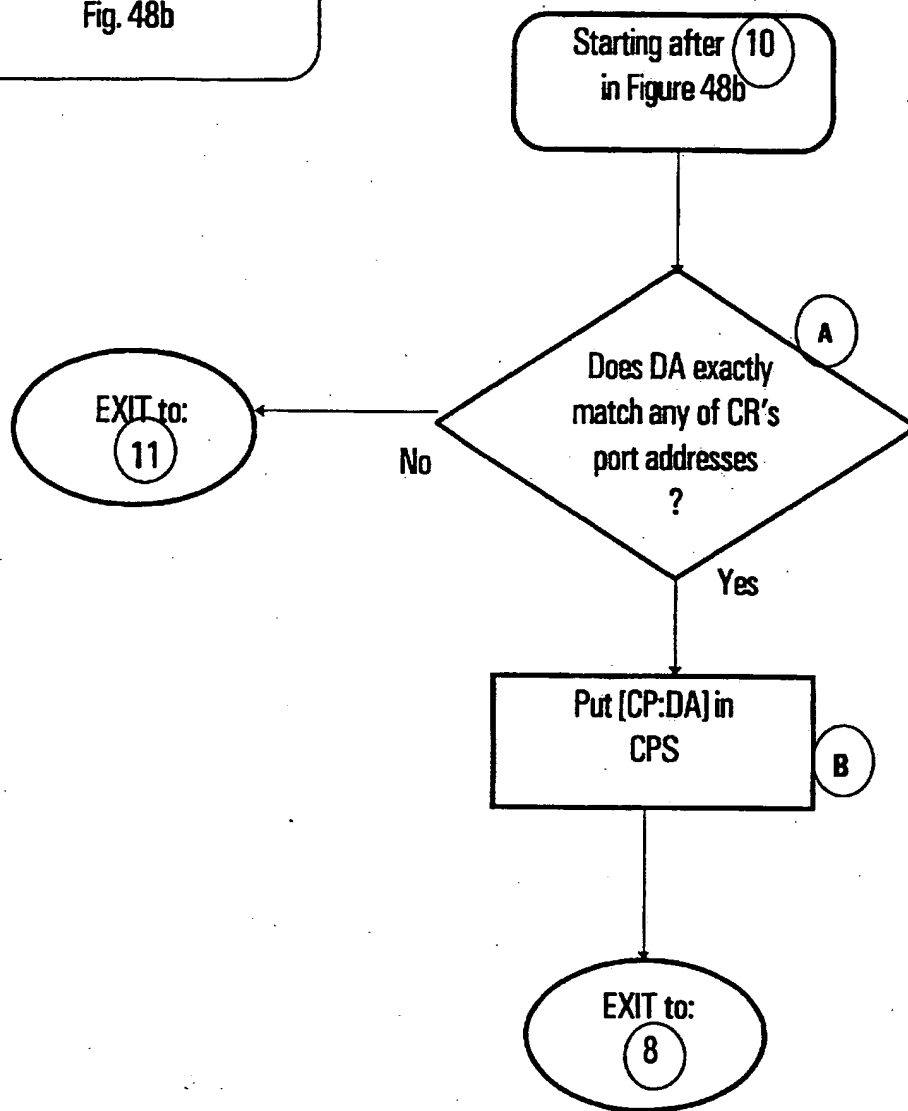 Fig. 48b
Starting after 10
in Figure 48b
A
Does DA exactly
match any of CR's
port addresses
?
EXIT to:
11
No
Yes
Put [CP:DA] in
CPS
B
EXIT to:
8